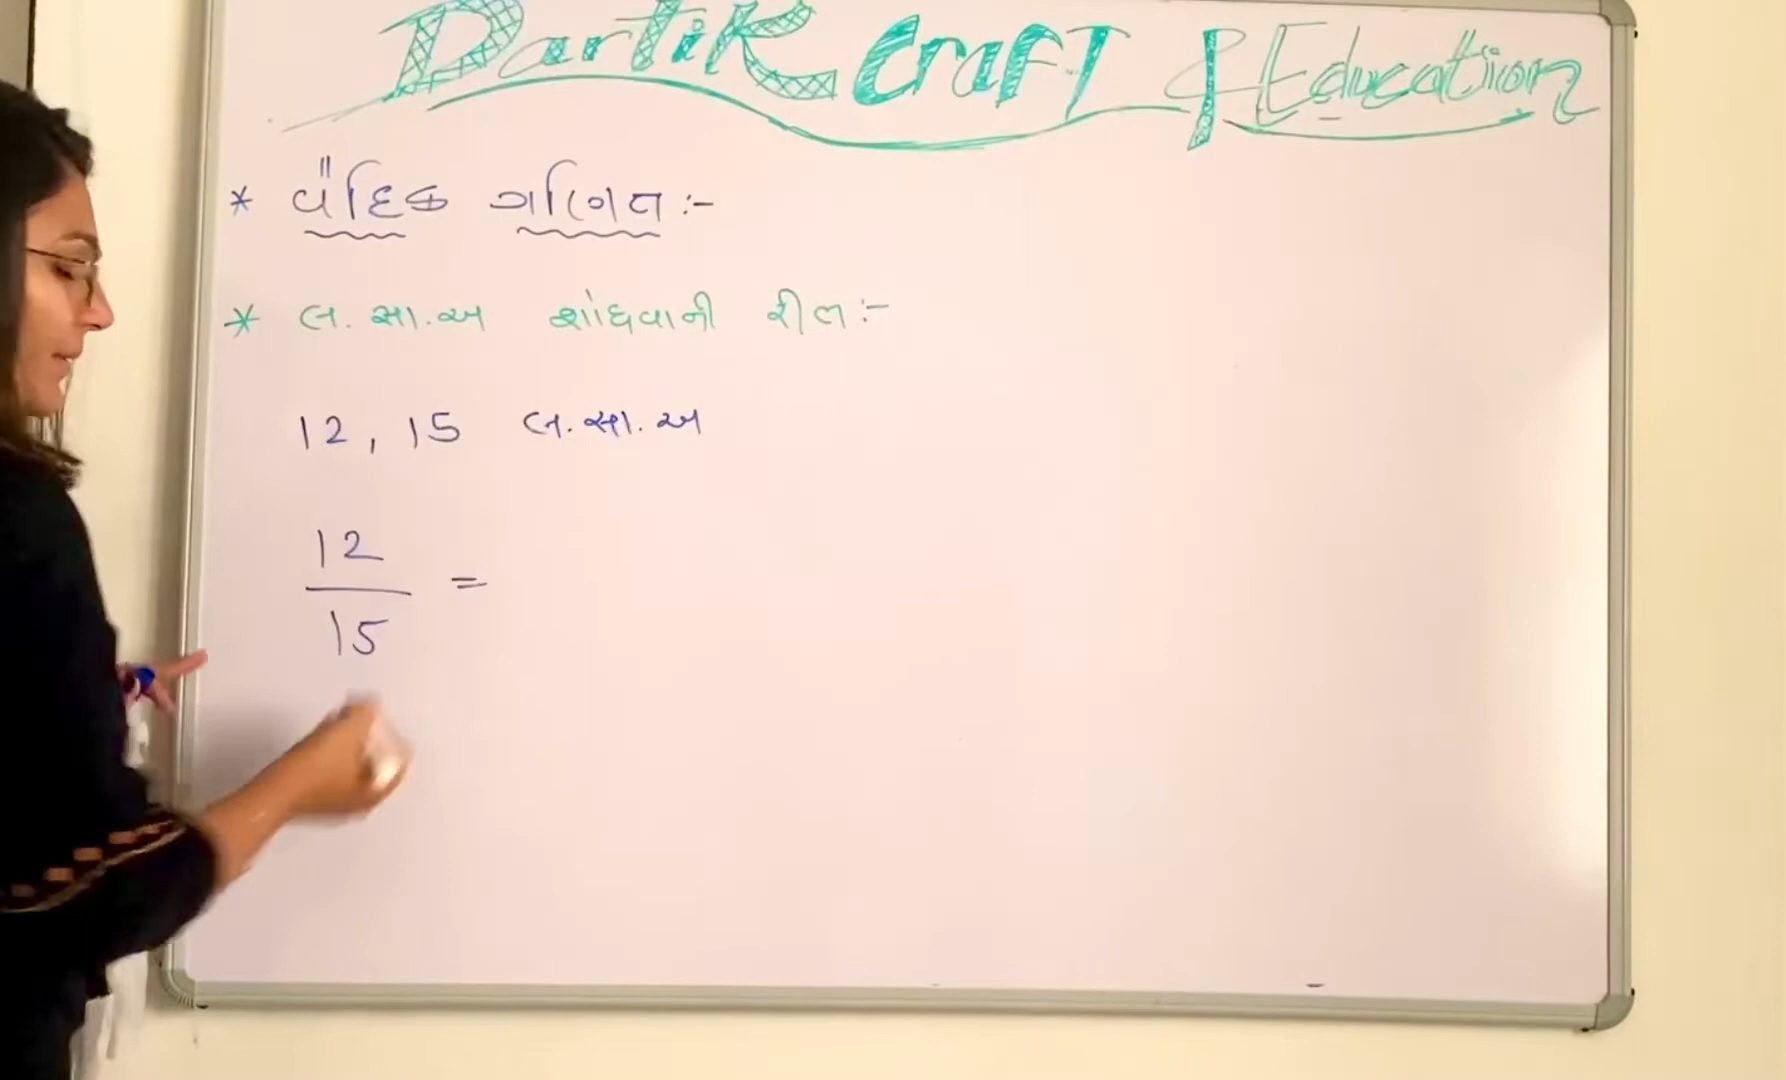 Dartik Craft & Education
* વૈદિક ગણિત :-
* લ. સા. અ શોધવાની રીત :-
12, 15 લ. સા. અ
12
15 =